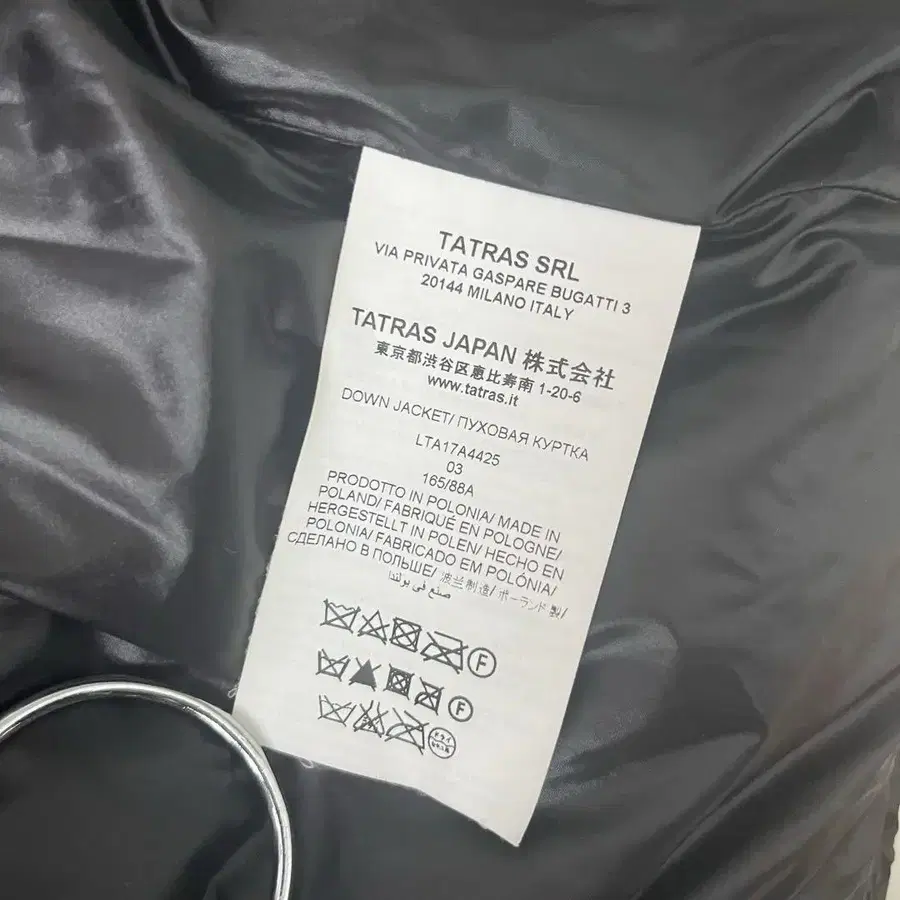 TATRAS SRL
VIA PRIVATA GASPARE BUGATTI 3
20144 MILANO ITALY
TATRAS JAPAN 株式会社
東京都渋谷区恵比寿南 1-20-6
www.tatras.it
DOWN JACKET/ ПУХОВАЯ КУРТКА
LTA17A4425
03
165/88A
PRODOTTO IN POLONIA/ MADE IN
POLAND/ FABRIQUÉ EN POLOGNE/
HERGESTELLT IN POLEN/ HECHO EN
POLONIA/ FABRICADO EM POLÓNIA/
СДЕЛАНО В ПОЛЬШЕ/ 波兰制造/ ポーランド製/
صنع في بولندا
F
F
ドライ